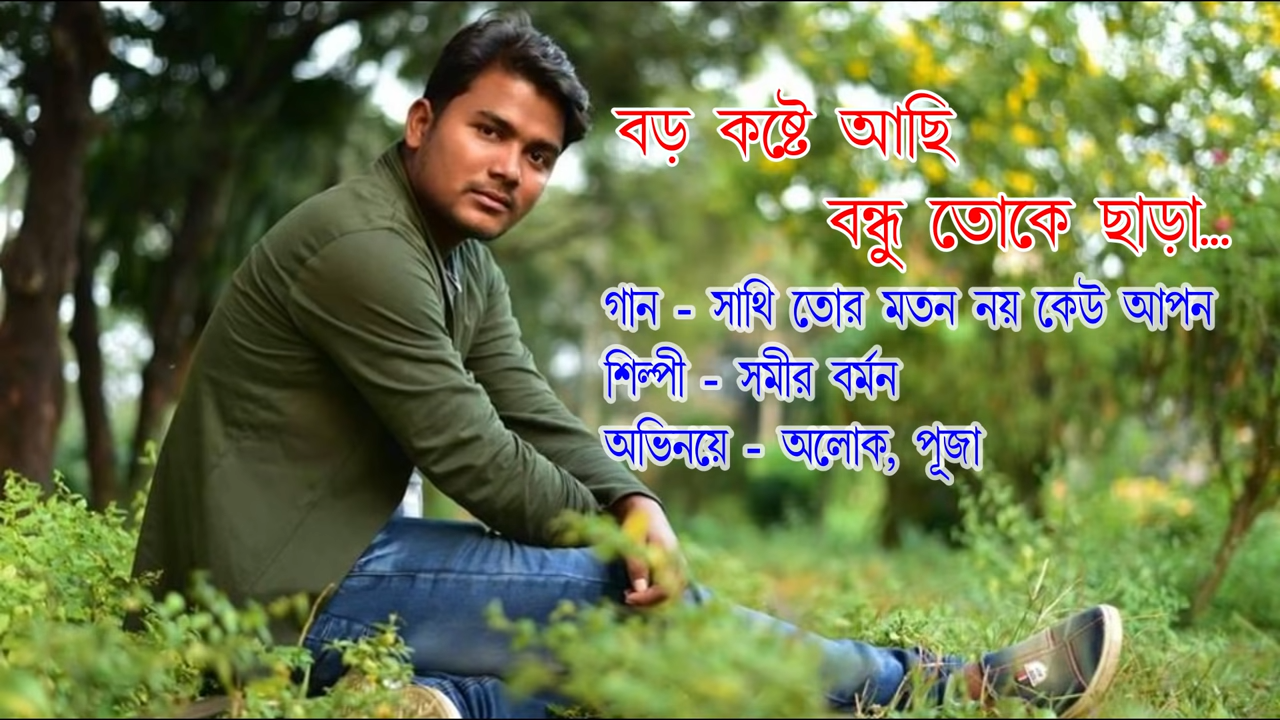 বড় কষ্টে আছি
বন্ধু তোকে ছাড়া...
গান - সাথি তোর মতন নয় কেউ আপন
শিল্পী - সমীর বর্মন
অভিনয়ে - অলোক, পূজা